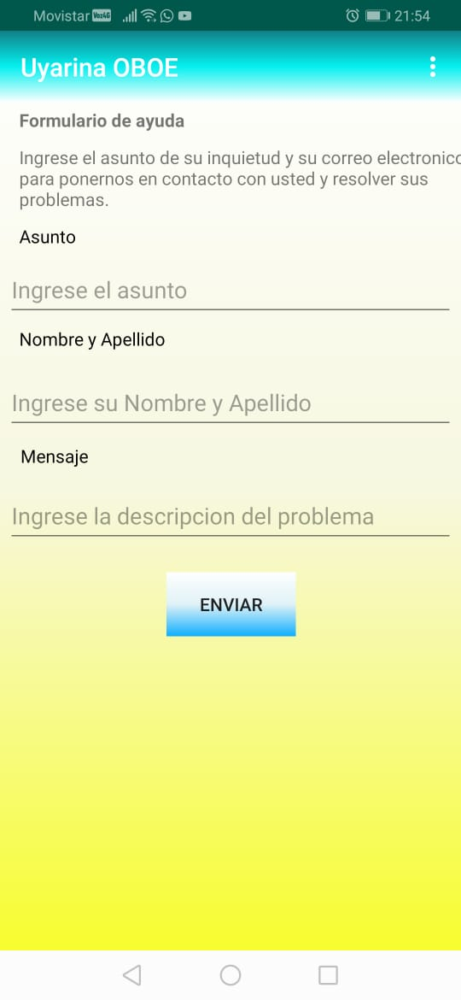 Movistar Voz4G 21:54
Uyarina OBOE
Formulario de ayuda
Ingrese el asunto de su inquietud y su correo electronico
para ponernos en contacto con usted y resolver sus
problemas.
Asunto
Ingrese el asunto
Nombre y Apellido
Ingrese su Nombre y Apellido
Mensaje
Ingrese la descripcion del problema
ENVIAR